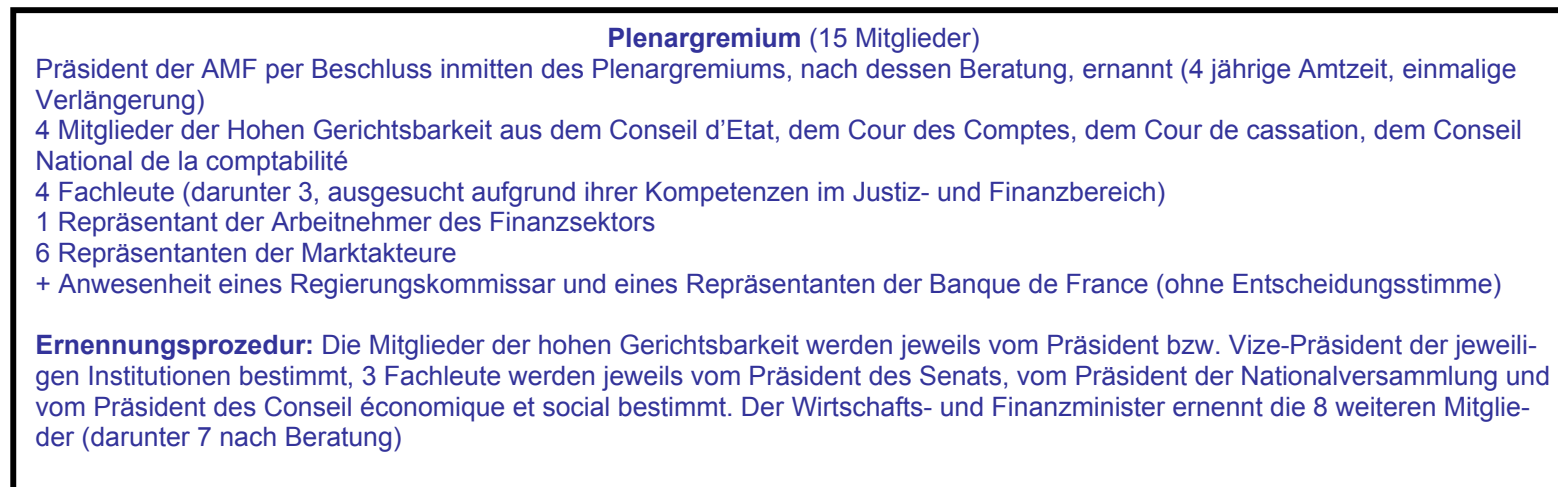 Plenargremium (15 Mitglieder)
Präsident der AMF per Beschluss inmitten des Plenargremiums, nach dessen Beratung, ernannt (4 jährige Amtzeit, einmalige
Verlängerung)
4 Mitglieder der Hohen Gerichtsbarkeit aus dem Conseil d’Etat, dem Cour des Comptes, dem Cour de cassation, dem Conseil
National de la comptabilité
4 Fachleute (darunter 3, ausgesucht aufgrund ihrer Kompetenzen im Justiz- und Finanzbereich)
1 Repräsentant der Arbeitnehmer des Finanzsektors
6 Repräsentanten der Marktakteure
+ Anwesenheit eines Regierungskommissar und eines Repräsentanten der Banque de France (ohne Entscheidungsstimme)
Ernennungsprozedur: Die Mitglieder der hohen Gerichtsbarkeit werden jeweils vom Präsident bzw. Vize-Präsident der jeweili-
gen Institutionen bestimmt, 3 Fachleute werden jeweils vom Präsident des Senats, vom Präsident der Nationalversammlung und
vom Präsident des Conseil économique et social bestimmt. Der Wirtschafts- und Finanzminister ernennt die 8 weiteren Mitglie-
der (darunter 7 nach Beratung)